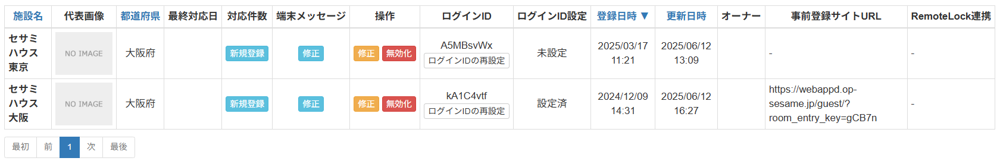 施設名 代表画像 都道府県 最終対応日 対応件数 端末メッセージ 操作 ログインID ログインID設定 登録日時 ▼ 更新日時 オーナー 事前登録サイトURL RemoteLock連携
セサミ
ハウス
東京
NO IMAGE
大阪府
新規登録
修正
修正 無効化
A5MBsvWx
ログインIDの再設定
未設定
2025/03/17
11:21
2025/06/12
13:09
-
-
セサミ
ハウス
大阪
NO IMAGE
大阪府
新規登録
修正
修正 無効化
kA1C4vtf
ログインIDの再設定
設定済
2024/12/09
14:31
2025/06/12
16:27
https://webappd.op-
sesame.jp/guest/?
room_entry_key=gCB7n
-
最初 前 1 次 最後